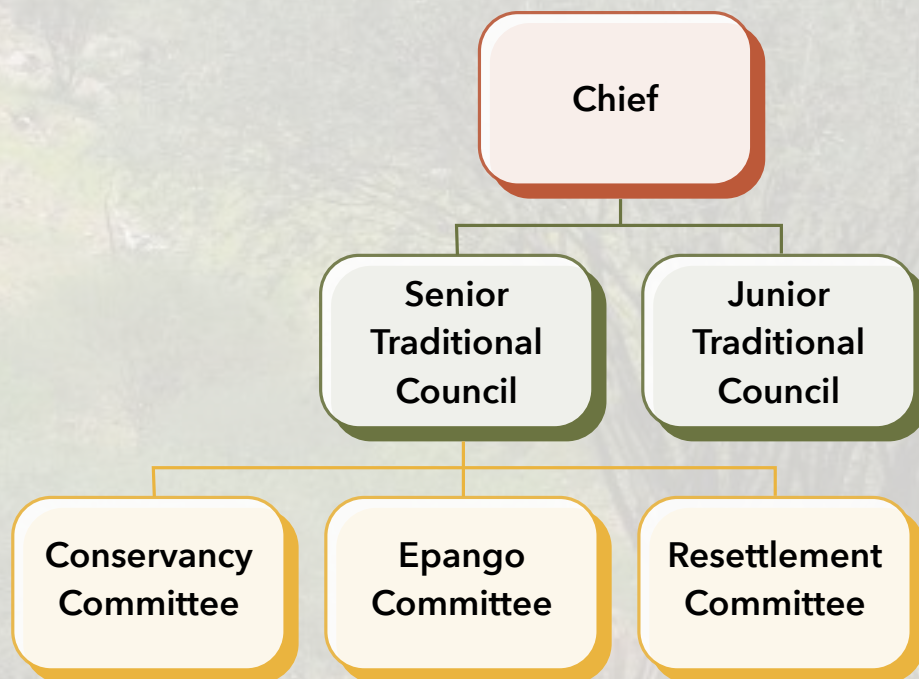 Chief
Senior
Traditional
Council
Junior
Traditional
Council
Conservancy
Committee
Epango
Committee
Resettlement
Committee